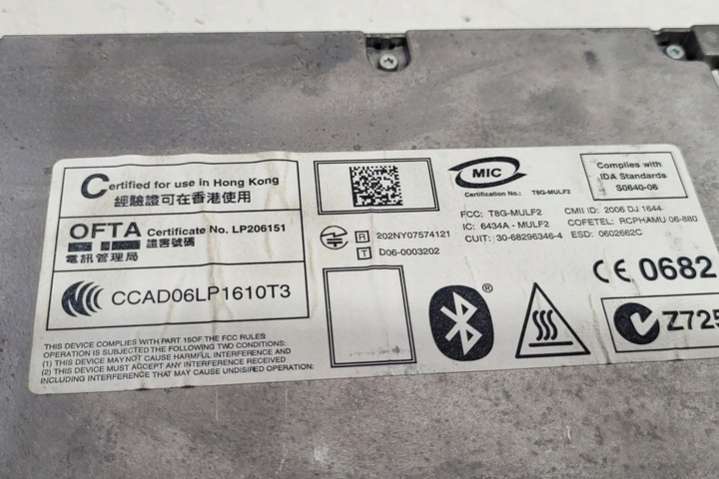 Certified for use in Hong Kong
經驗證可在香港使用
OFTA Certificate No. LP206151
電訊管理局 證書號碼
CCAD06LP1610T3
THIS DEVICE COMPLIES WITH PART 15OF THE FCC RULES
OPERATION IS SUBJECTED THE FOLLOWING TWO CONDITIONS:
(1) THIS DEVICE MAY NOT CAUSE HARMFUL INTERFERENCE AND
(2) THIS DEVICE MUST ACCEPT ANY INTERFERENCE RECEIVED
INCLUDING INTERFERENCE THAT MAY CAUSE UNDESIRED OPERATION.
R 202NY07574121
T D06-0003202
MIC
Certification No.: T8G-MULF2
Complies with
IDA Standards
S0640-06
FCC: T8G-MULF2 CMII ID: 2006 DJ 1644
IC: 6434A - MULF2 COFETEL: RCPHAMU 06-880
CUIT: 30-68296346-4 ESD: 0602662C
CE 0682
Z725